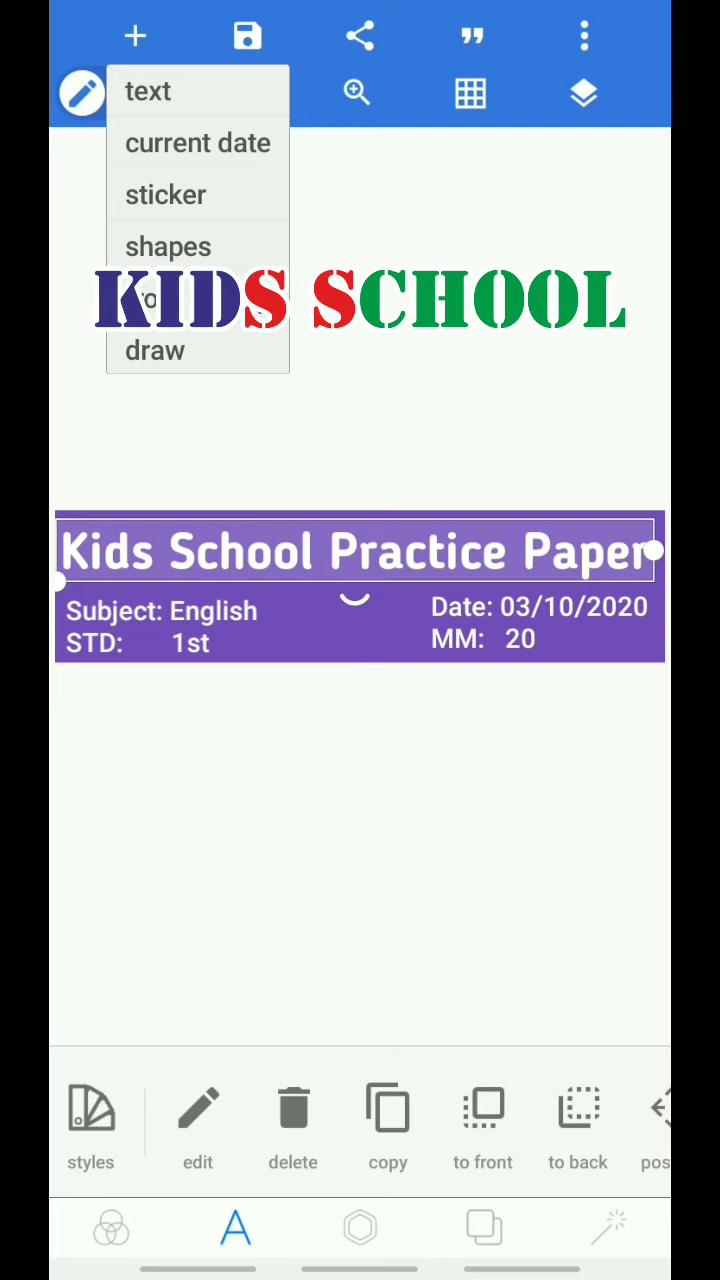 text
current date
sticker
shapes
KIDS SCHOOL
draw
Kids School Practice Paper
Subject: English
Date: 03/10/2020
STD: 1st
MM: 20
styles
edit
delete
copy
to front
to back
pos